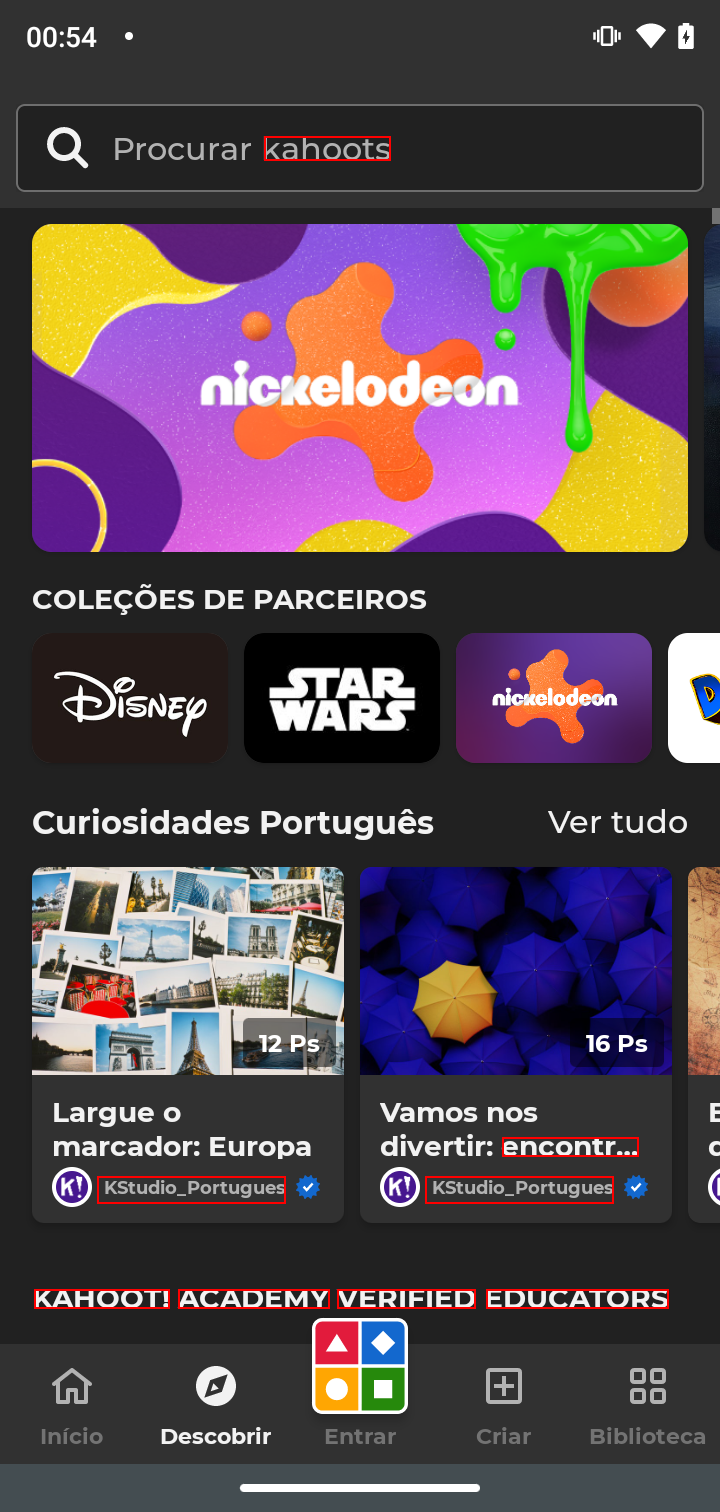 00:54
Procurar kahoots
nickelodeon
COLEÇÕES DE PARCEIROS
Disney
STAR WARS
nickelodeon
Curiosidades Português
Ver tudo
12 Ps
16 Ps
Largue o
marcador: Europa
KStudio_Portugues
Vamos nos
divertir: encontr...
KStudio_Portugues
KAHOOT! ACADEMY VERIFIED EDUCATORS
Início
Descobrir
Entrar
Criar
Biblioteca